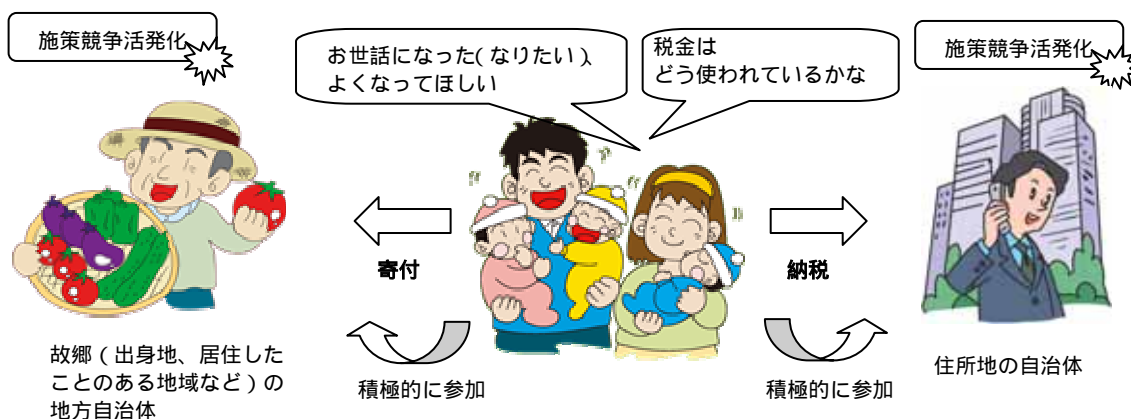 施策競争活発化
お世話になった(なりたい)、
よくなってほしい
税金は
どう使われているかな
施策競争活発化
寄付
納税
積極的に参加
積極的に参加
故郷(出身地、居住した
ことのある地域など)の
地方自治体
住所地の自治体